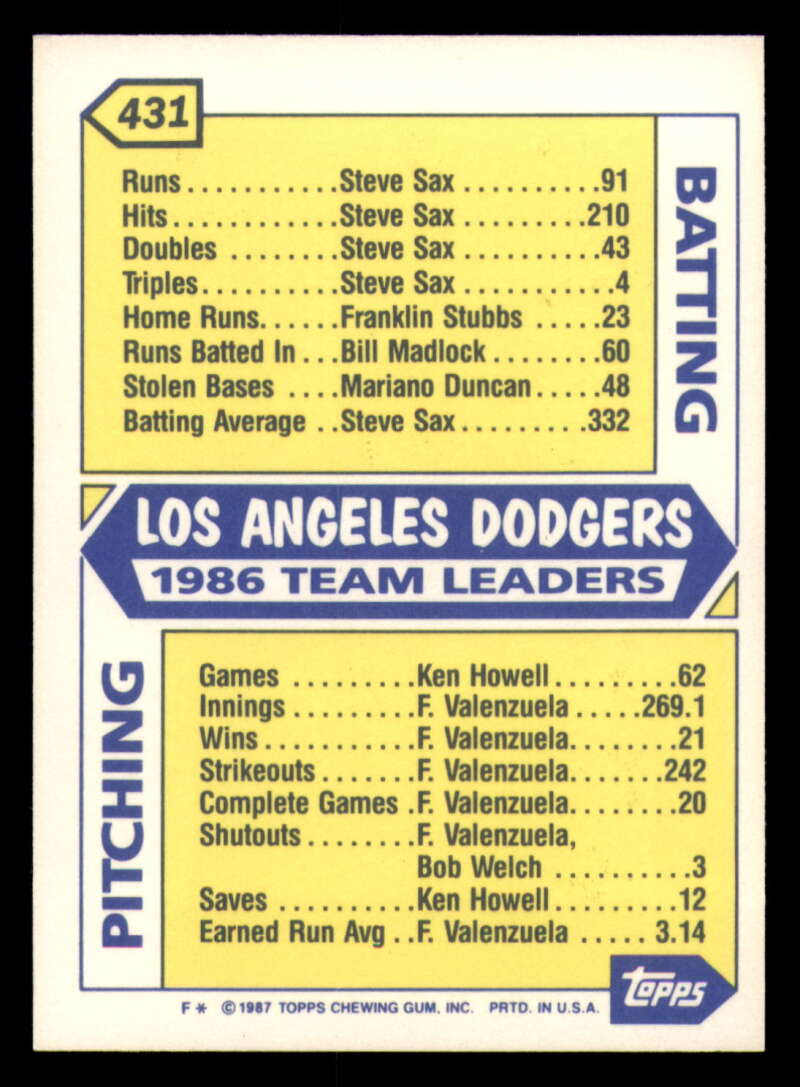 431
Runs...........Steve Sax ..........91
Hits............Steve Sax .........210
Doubles ........Steve Sax ..........43
Triples..........Steve Sax ...........4
Home Runs......Franklin Stubbs .....23
Runs Batted In ...Bill Madlock ........60
Stolen Bases ....Mariano Duncan.....48
Batting Average ..Steve Sax.........332
BATTING
LOS ANGELES DODGERS
1986 TEAM LEADERS
PITCHING
Games .........Ken Howell.........62
Innings .........F. Valenzuela .....269.1
Wins...........F. Valenzuela........21
Strikeouts.......F. Valenzuela.......242
Complete Games .F. Valenzuela........20
Shutouts........F. Valenzuela,
Bob Welch ..........3
Saves ..........Ken Howell.........12
Earned Run Avg ..F. Valenzuela ..... 3.14
topps
F * © 1987 TOPPS CHEWING GUM, INC. PRTD. IN U.S.A.